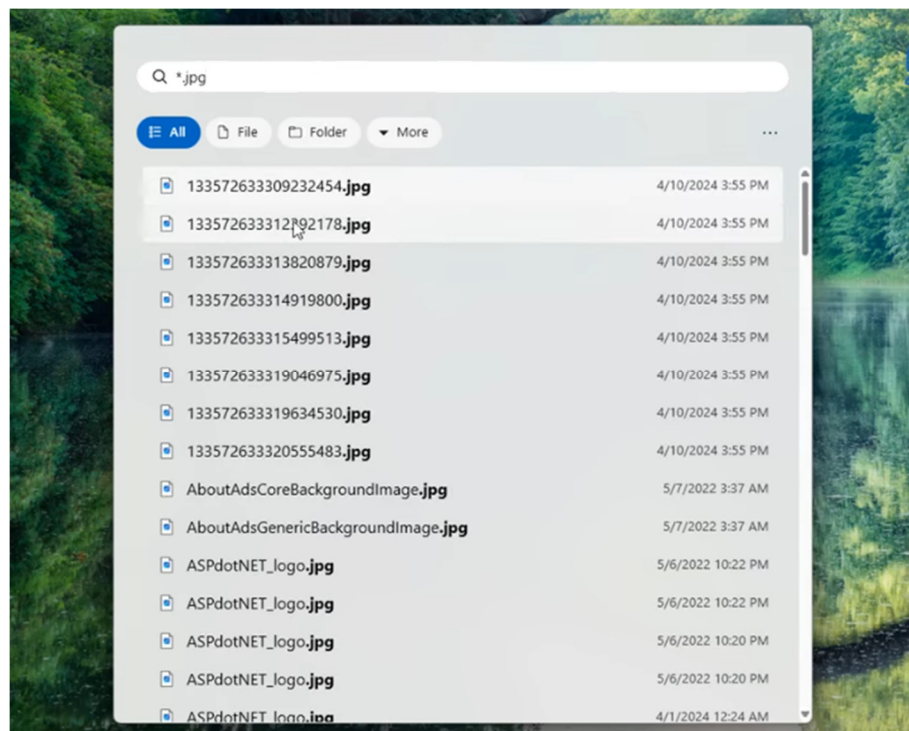 *.jpg
All File Folder More ...
133572633309232454.jpg 4/10/2024 3:55 PM
133572633312392178.jpg 4/10/2024 3:55 PM
133572633313820879.jpg 4/10/2024 3:55 PM
133572633314919800.jpg 4/10/2024 3:55 PM
133572633315499513.jpg 4/10/2024 3:55 PM
133572633319046975.jpg 4/10/2024 3:55 PM
133572633319634530.jpg 4/10/2024 3:55 PM
133572633320555483.jpg 4/10/2024 3:55 PM
AboutAdsCoreBackgroundImage.jpg 5/7/2022 3:37 AM
AboutAdsGenericBackgroundImage.jpg 5/7/2022 3:37 AM
ASPdotNET_logo.jpg 5/6/2022 10:22 PM
ASPdotNET_logo.jpg 5/6/2022 10:22 PM
ASPdotNET_logo.jpg 5/6/2022 10:20 PM
ASPdotNET_logo.jpg 5/6/2022 10:20 PM
ASPdotNET_logo.jpg 4/1/2024 12:24 AM